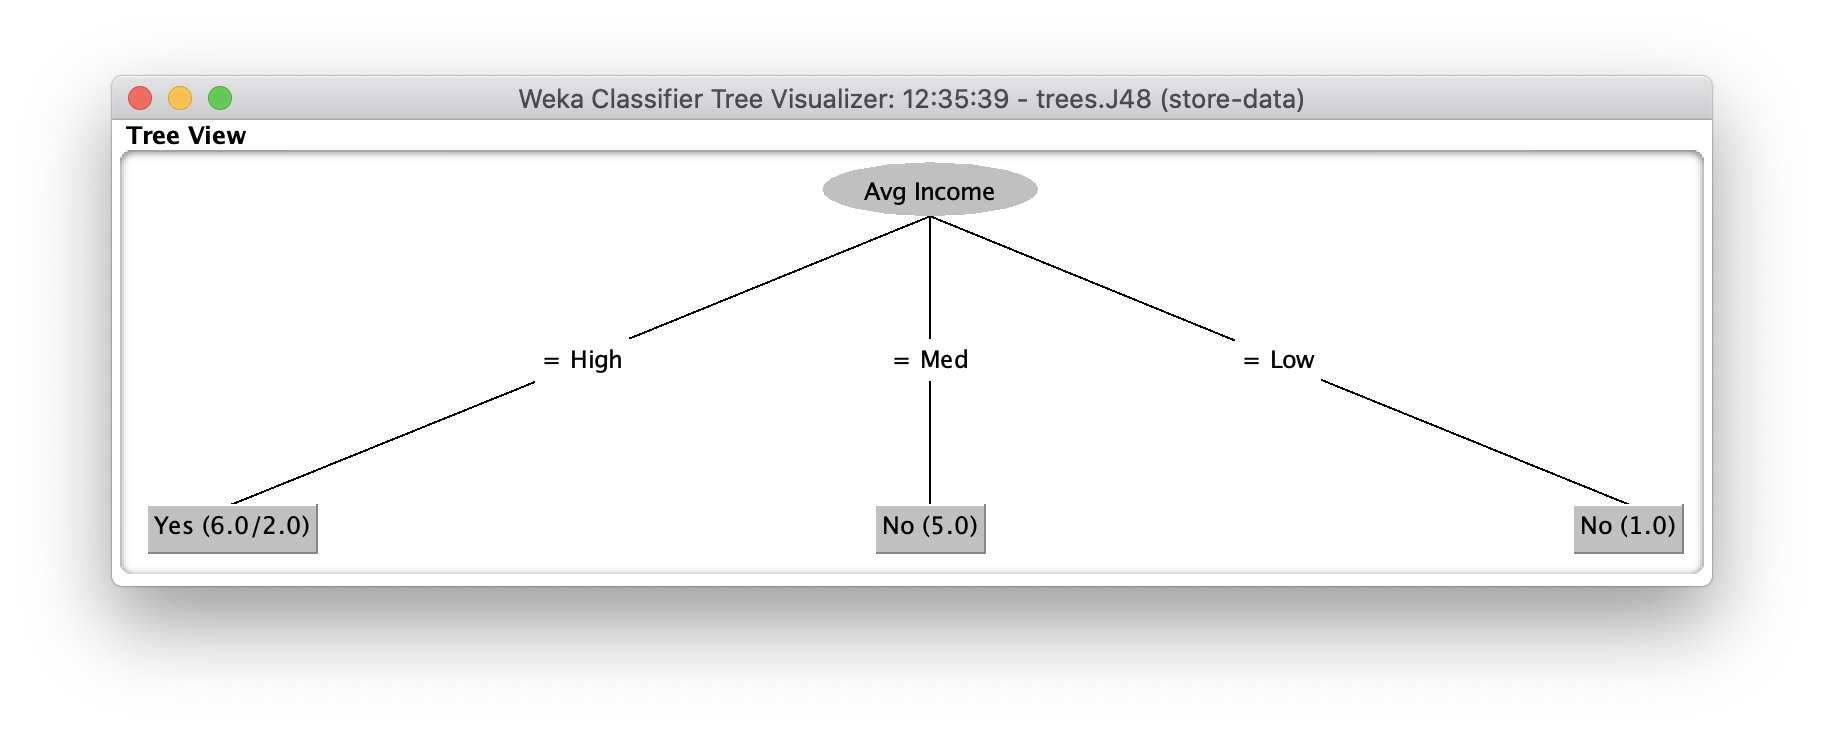 Weka Classifier Tree Visualizer: 12:35:39 - trees.J48 (store-data)
Tree View
Avg Income
= High
= Med
= Low
Yes (6.0/2.0)
No (5.0)
No (1.0)